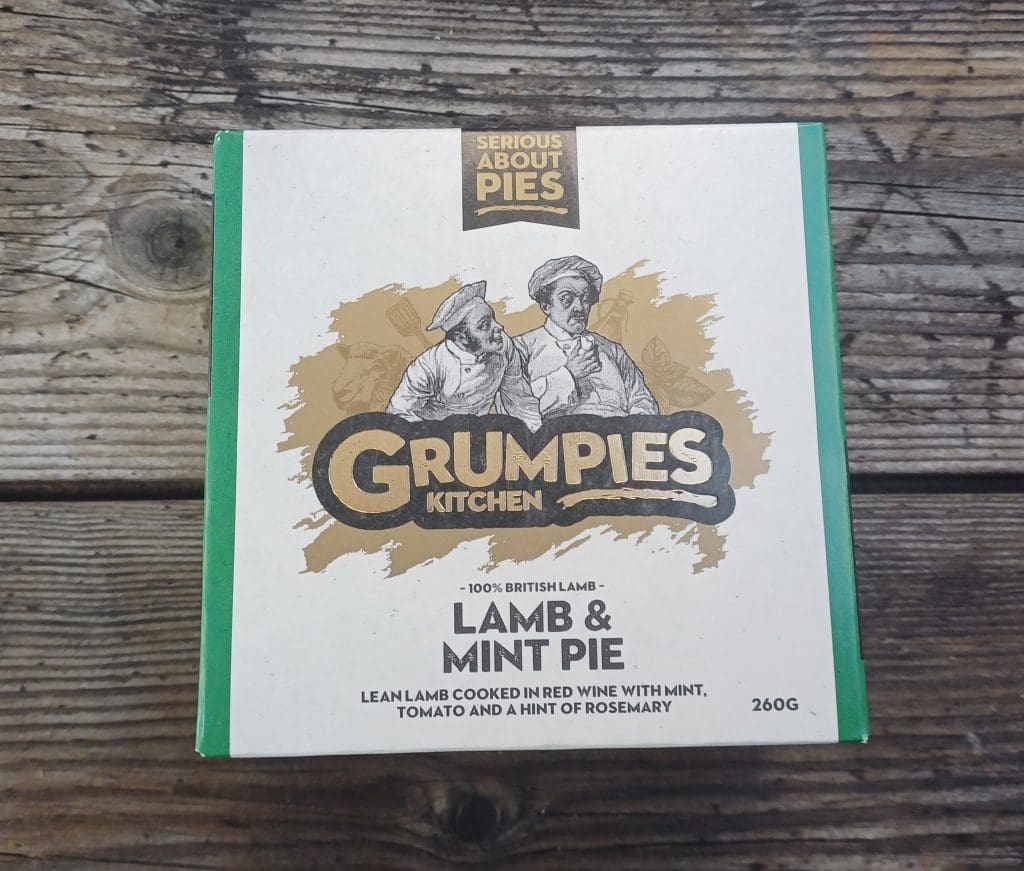 SERIOUS
ABOUT
PIES
GRUMPIES
KITCHEN
- 100% BRITISH LAMB -
LAMB &
MINT PIE
LEAN LAMB COOKED IN RED WINE WITH MINT,
TOMATO AND A HINT OF ROSEMARY
260G